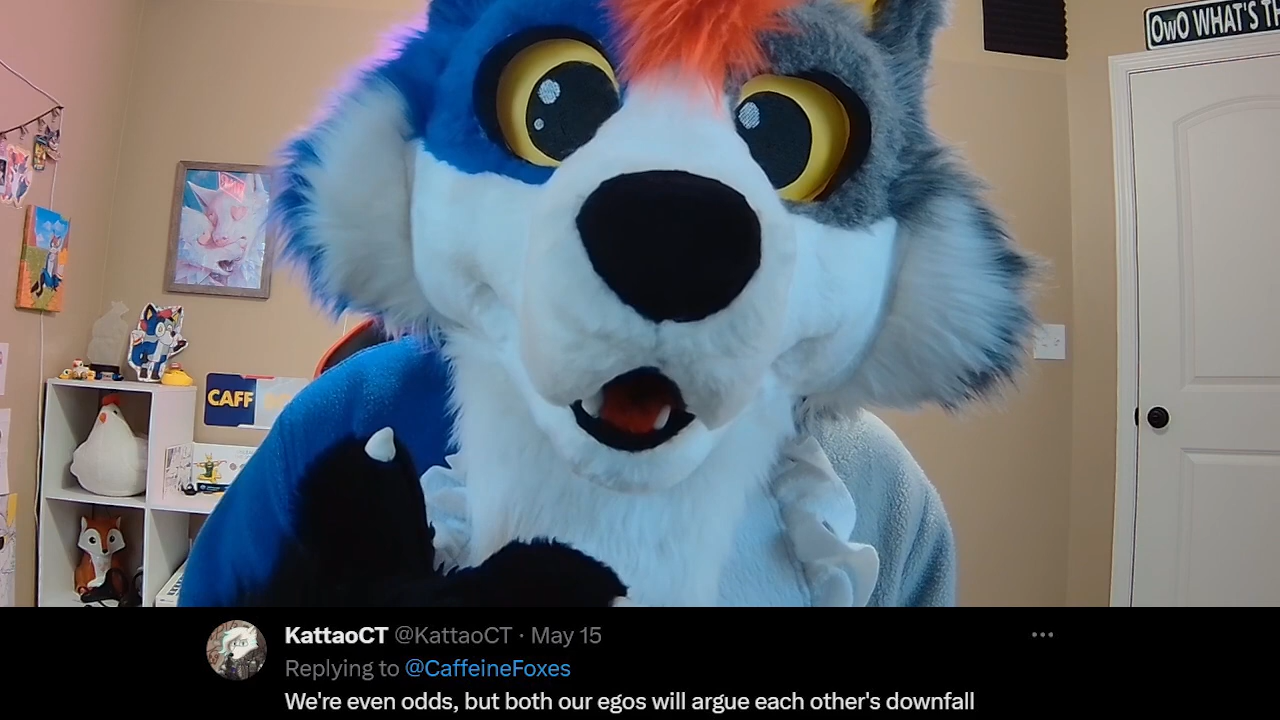 OwO WHAT'S TH
CAFF
KattaoCT @KattaoCT · May 15
Replying to @CaffeineFoxes
We're even odds, but both our egos will argue each other's downfall